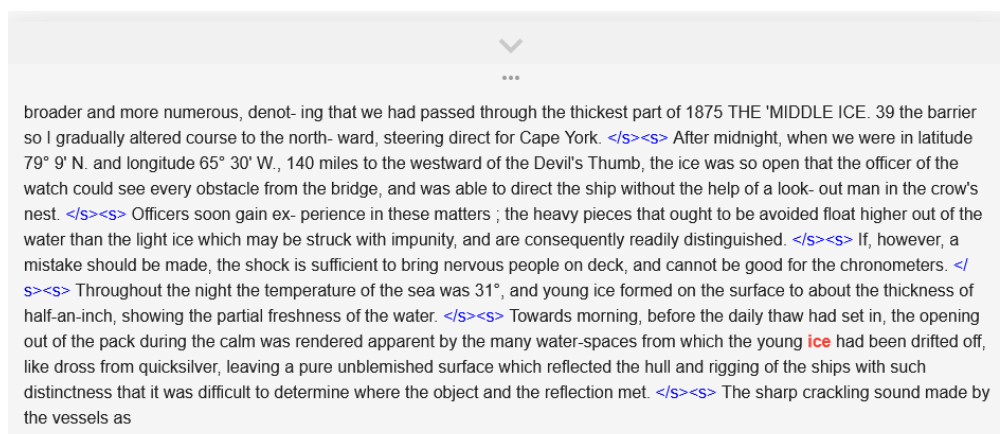 broader and more numerous, denot- ing that we had passed through the thickest part of 1875 THE 'MIDDLE ICE. 39 the barrier
so I gradually altered course to the north- ward, steering direct for Cape York. </s><s> After midnight, when we were in latitude
79° 9' N. and longitude 65° 30' W., 140 miles to the westward of the Devil's Thumb, the ice was so open that the officer of the
watch could see every obstacle from the bridge, and was able to direct the ship without the help of a look- out man in the crow's
nest. </s><s> Officers soon gain ex- perience in these matters ; the heavy pieces that ought to be avoided float higher out of the
water than the light ice which may be struck with impunity, and are consequently readily distinguished. </s><s> If, however, a
mistake should be made, the shock is sufficient to bring nervous people on deck, and cannot be good for the chronometers. </
s><s> Throughout the night the temperature of the sea was 31°, and young ice formed on the surface to about the thickness of
half-an-inch, showing the partial freshness of the water. </s><s> Towards morning, before the daily thaw had set in, the opening
out of the pack during the calm was rendered apparent by the many water-spaces from which the young ice had been drifted off,
like dross from quicksilver, leaving a pure unblemished surface which reflected the hull and rigging of the ships with such
distinctness that it was difficult to determine where the object and the reflection met. </s><s> The sharp crackling sound made by
the vessels as